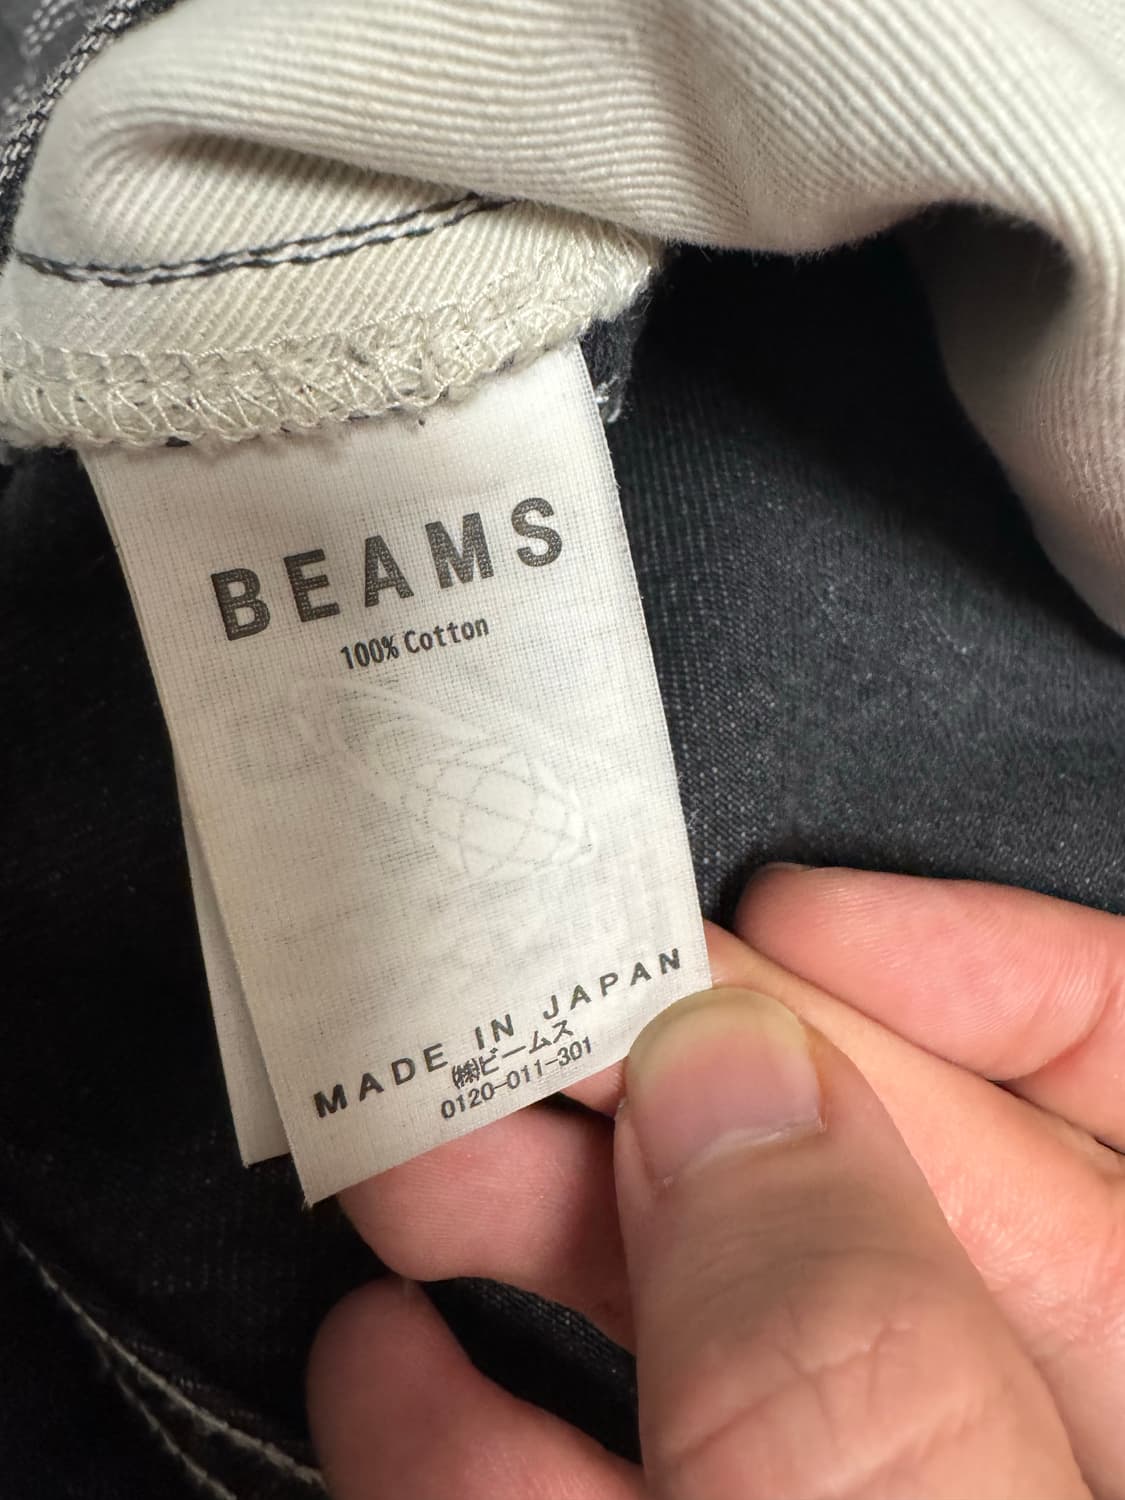 BEAMS
100% Cotton
MADE IN JAPAN
㈱ビームス
0120-011-301